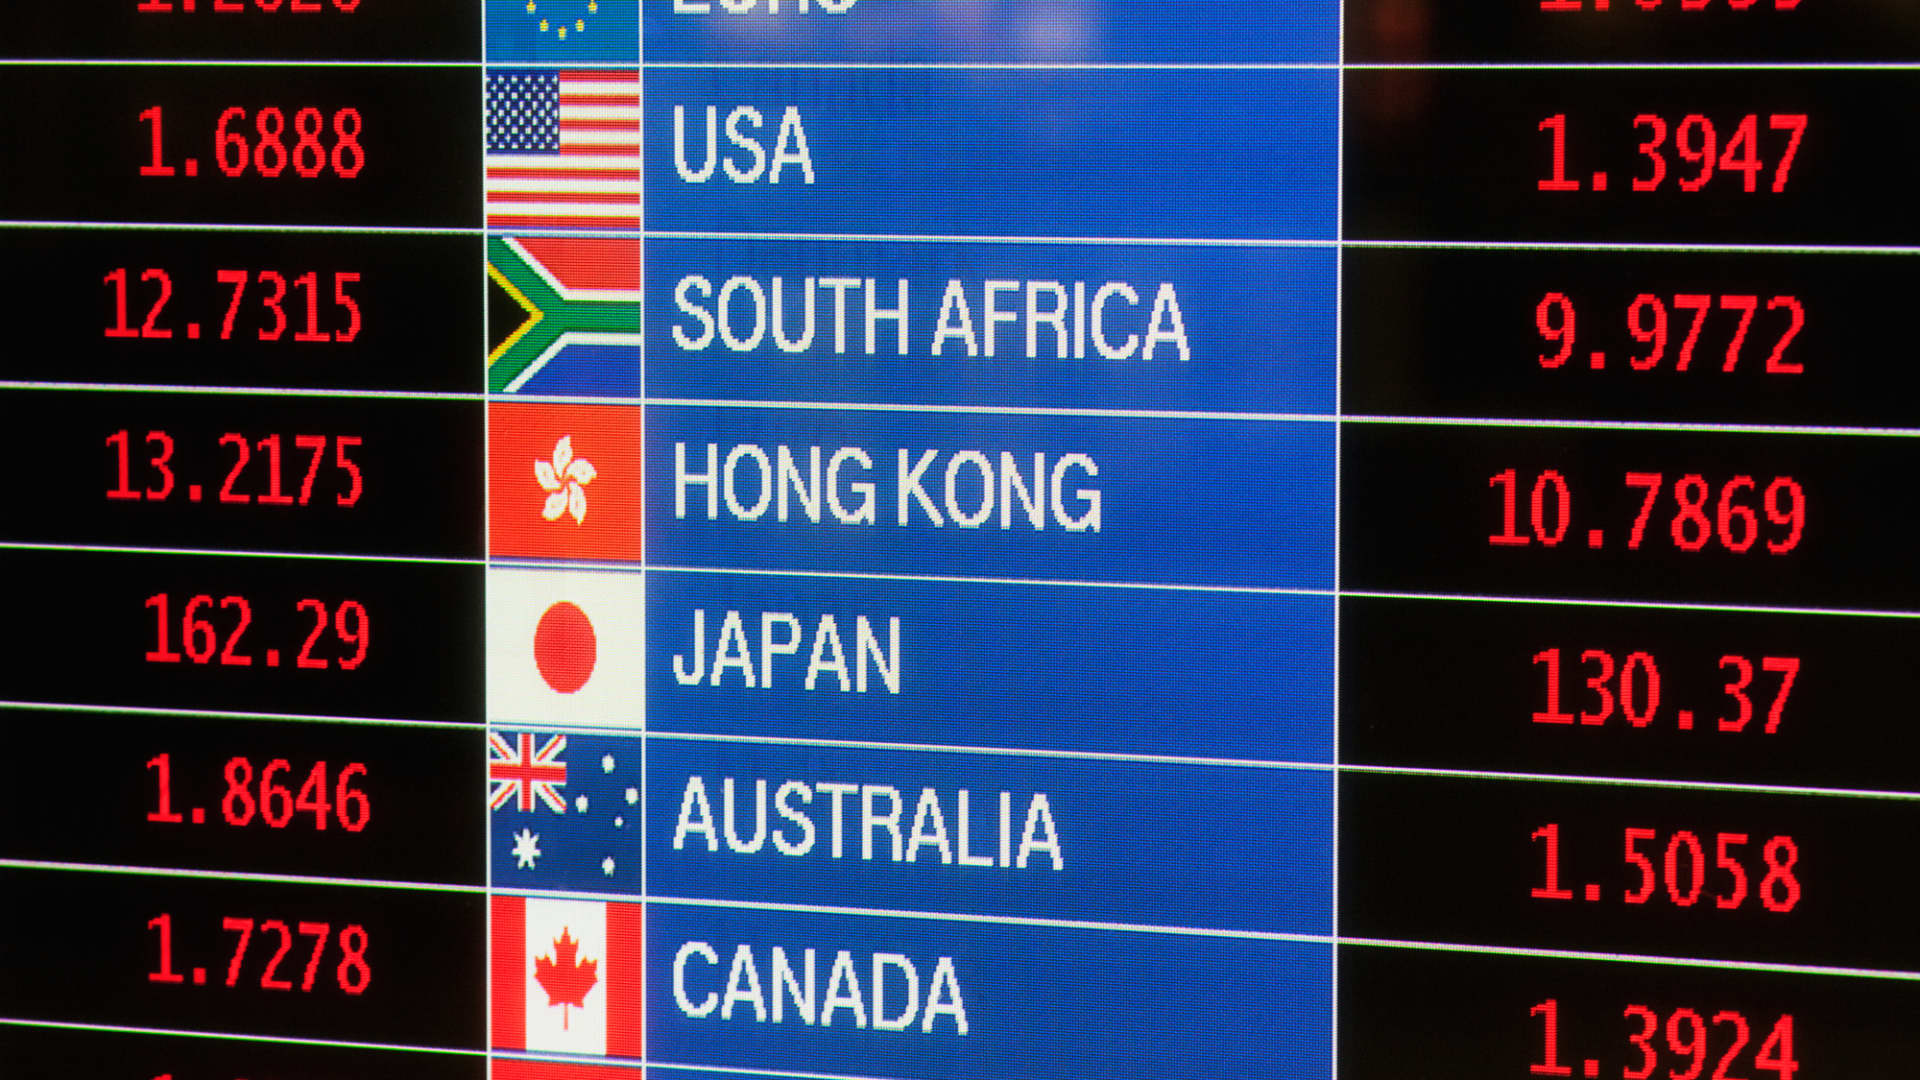 EURO
1.6888 USA 1.3947
12.7315 SOUTH AFRICA 9.9772
13.2175 HONG KONG 10.7869
162.29 JAPAN 130.37
1.8646 AUSTRALIA 1.5058
1.7278 CANADA 1.3924